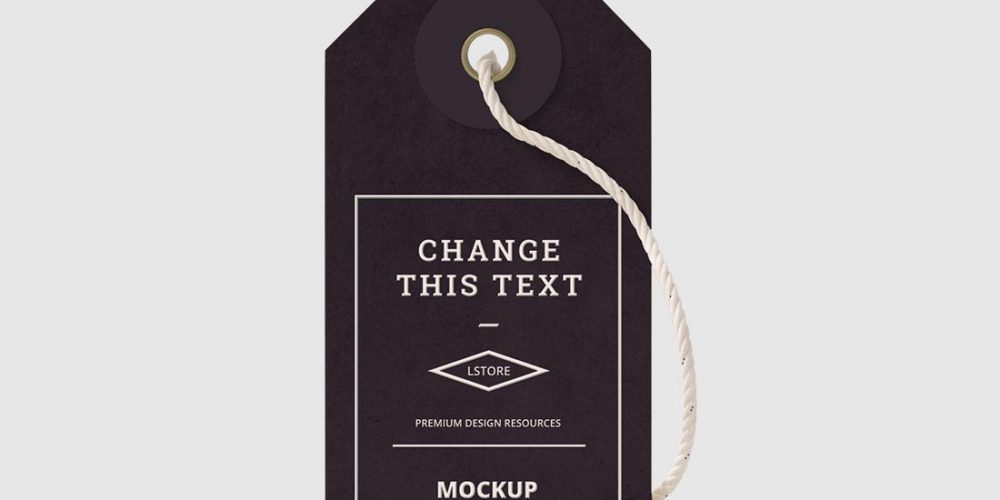 CHANGE
THIS TEXT
LSTORE
PREMIUM DESIGN RESOURCES
MOCKUP